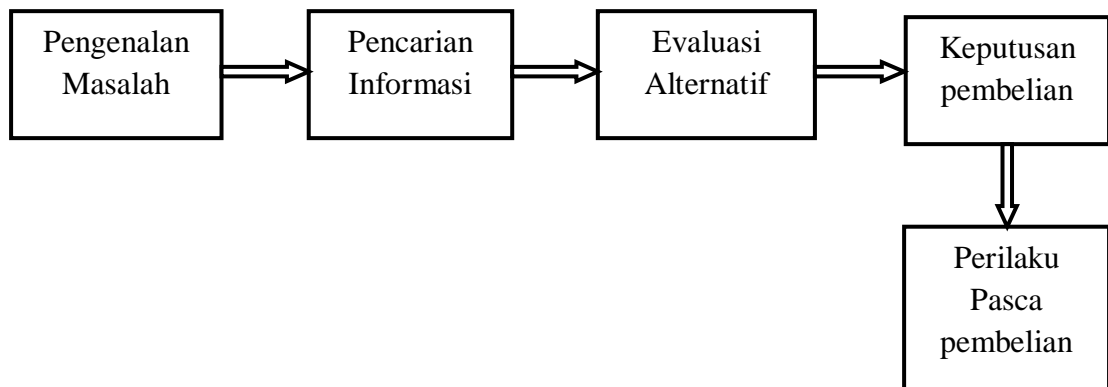 Pengenalan
Masalah
Pencarian
Informasi
Evaluasi
Alternatif
Keputusan
pembelian
Perilaku
Pasca
pembelian